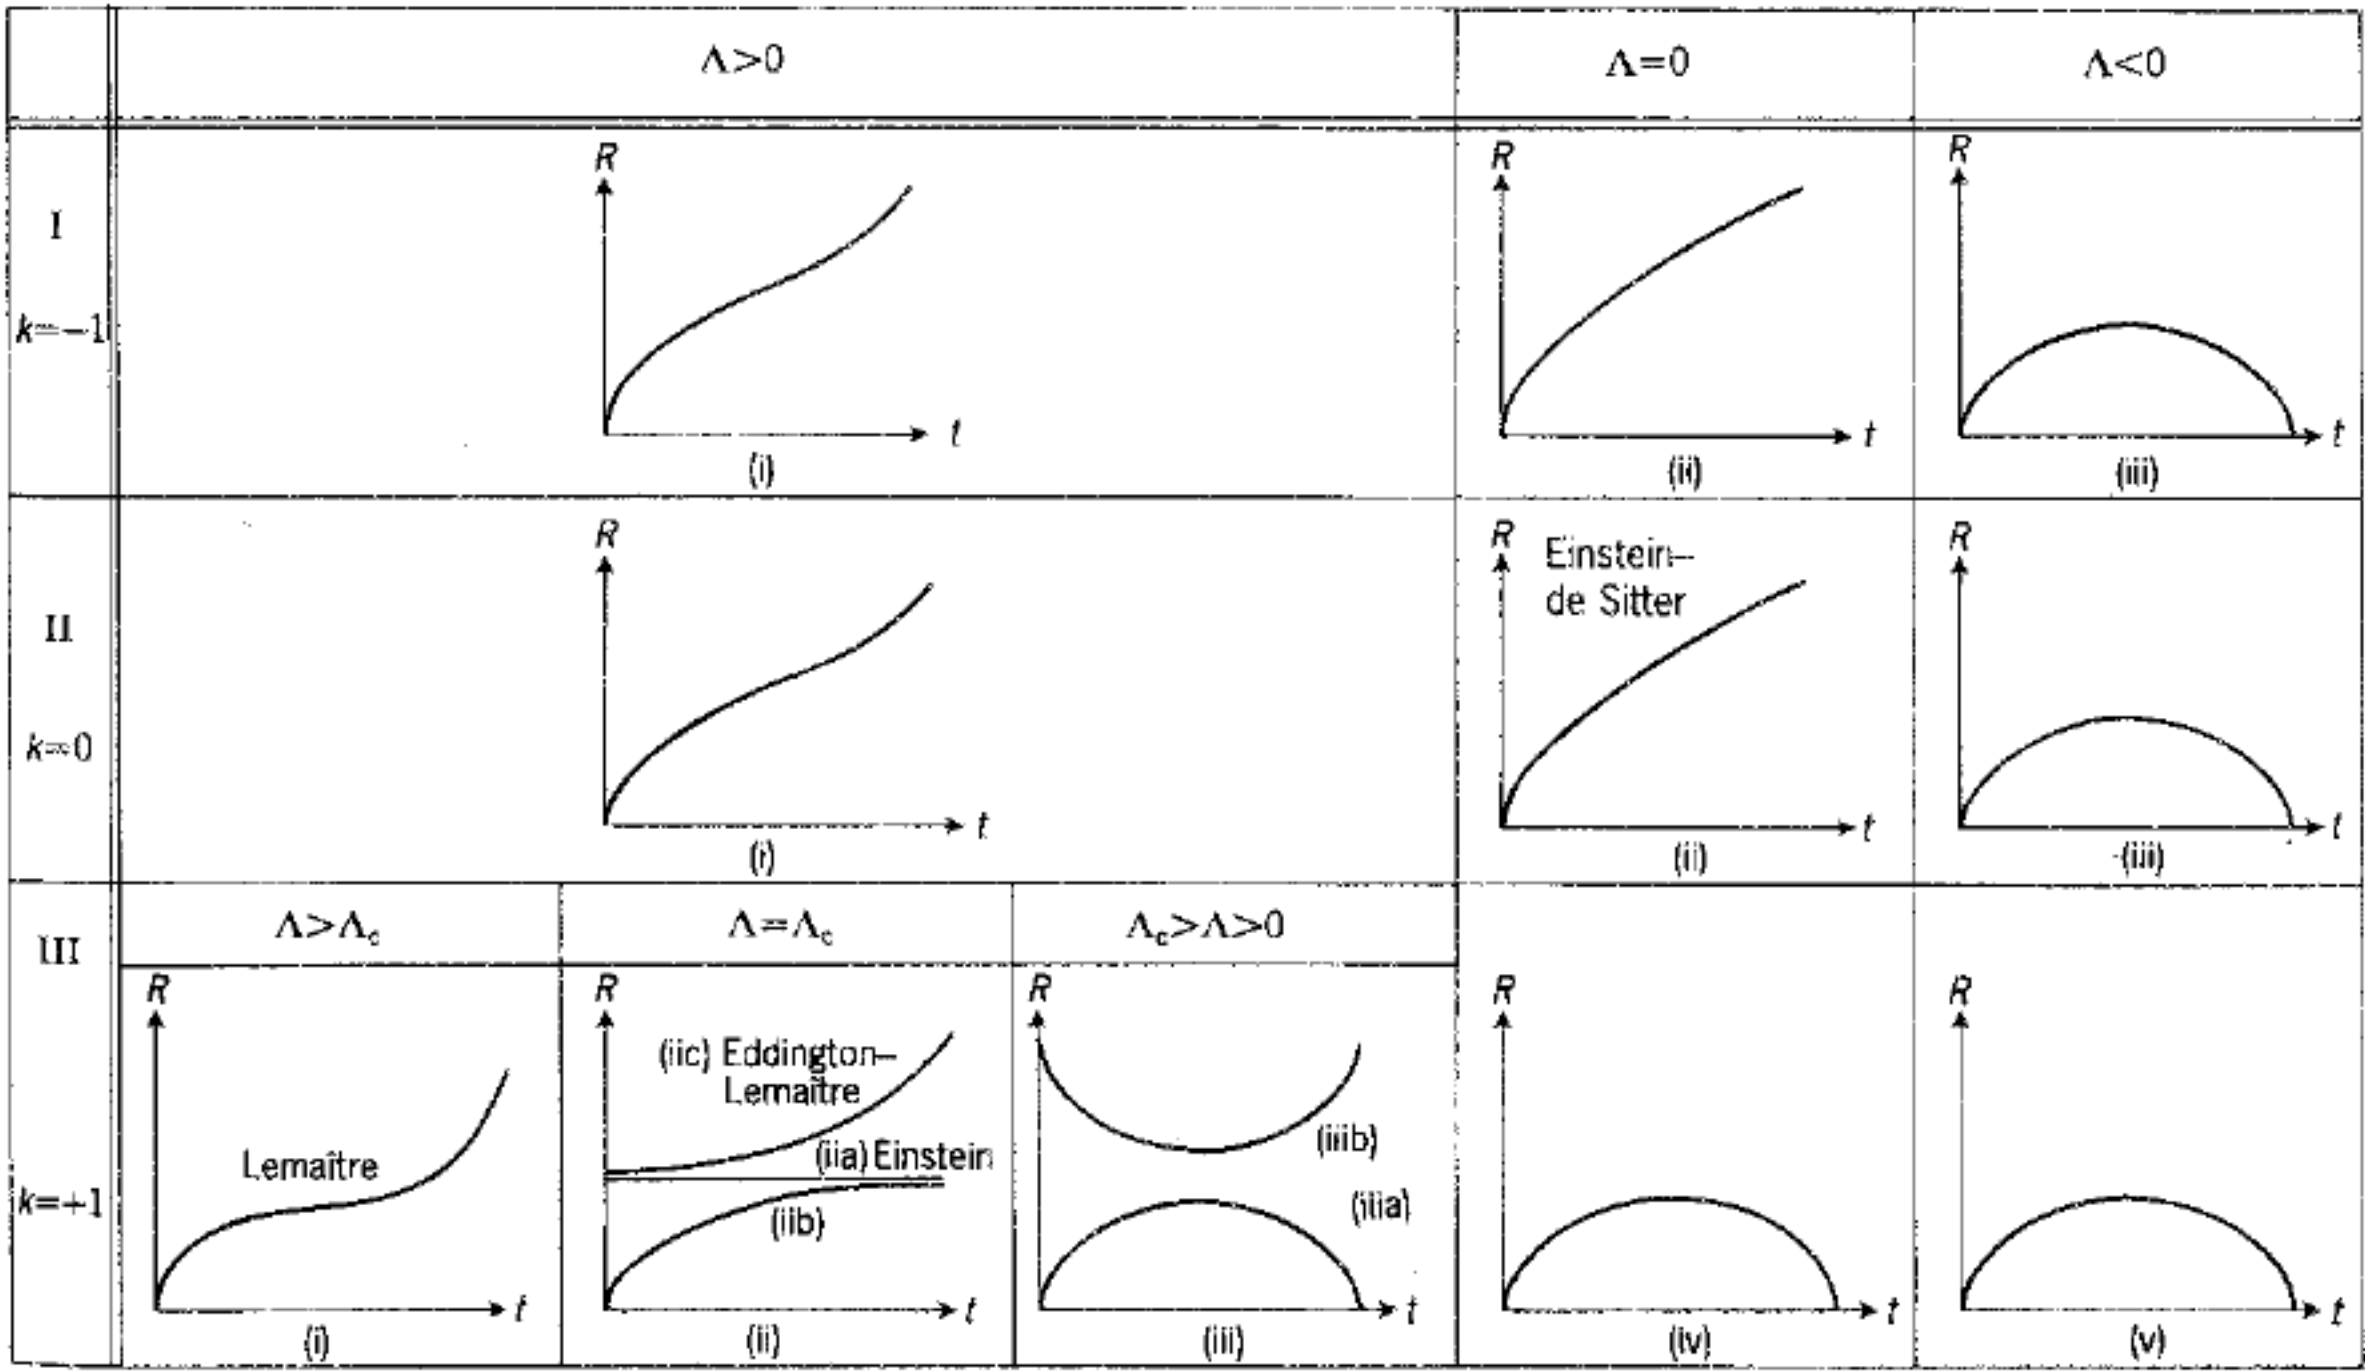 Λ>0
Λ=0
Λ<0
I
k=−1
R
t
(i)
R
t
(ii)
R
t
(iii)
II
k=0
R
t
(i)
R
Einstein–
de Sitter
t
(ii)
R
t
(iii)
III
k=+1
Λ>Λc
Λ=Λc
Λc>Λ>0
R
Lemaître
t
(i)
R
(iic) Eddington–
Lemaître
(iia) Einstein
(iib)
t
(ii)
R
(iiib)
(iiia)
t
(iii)
R
t
(iv)
R
t
(v)